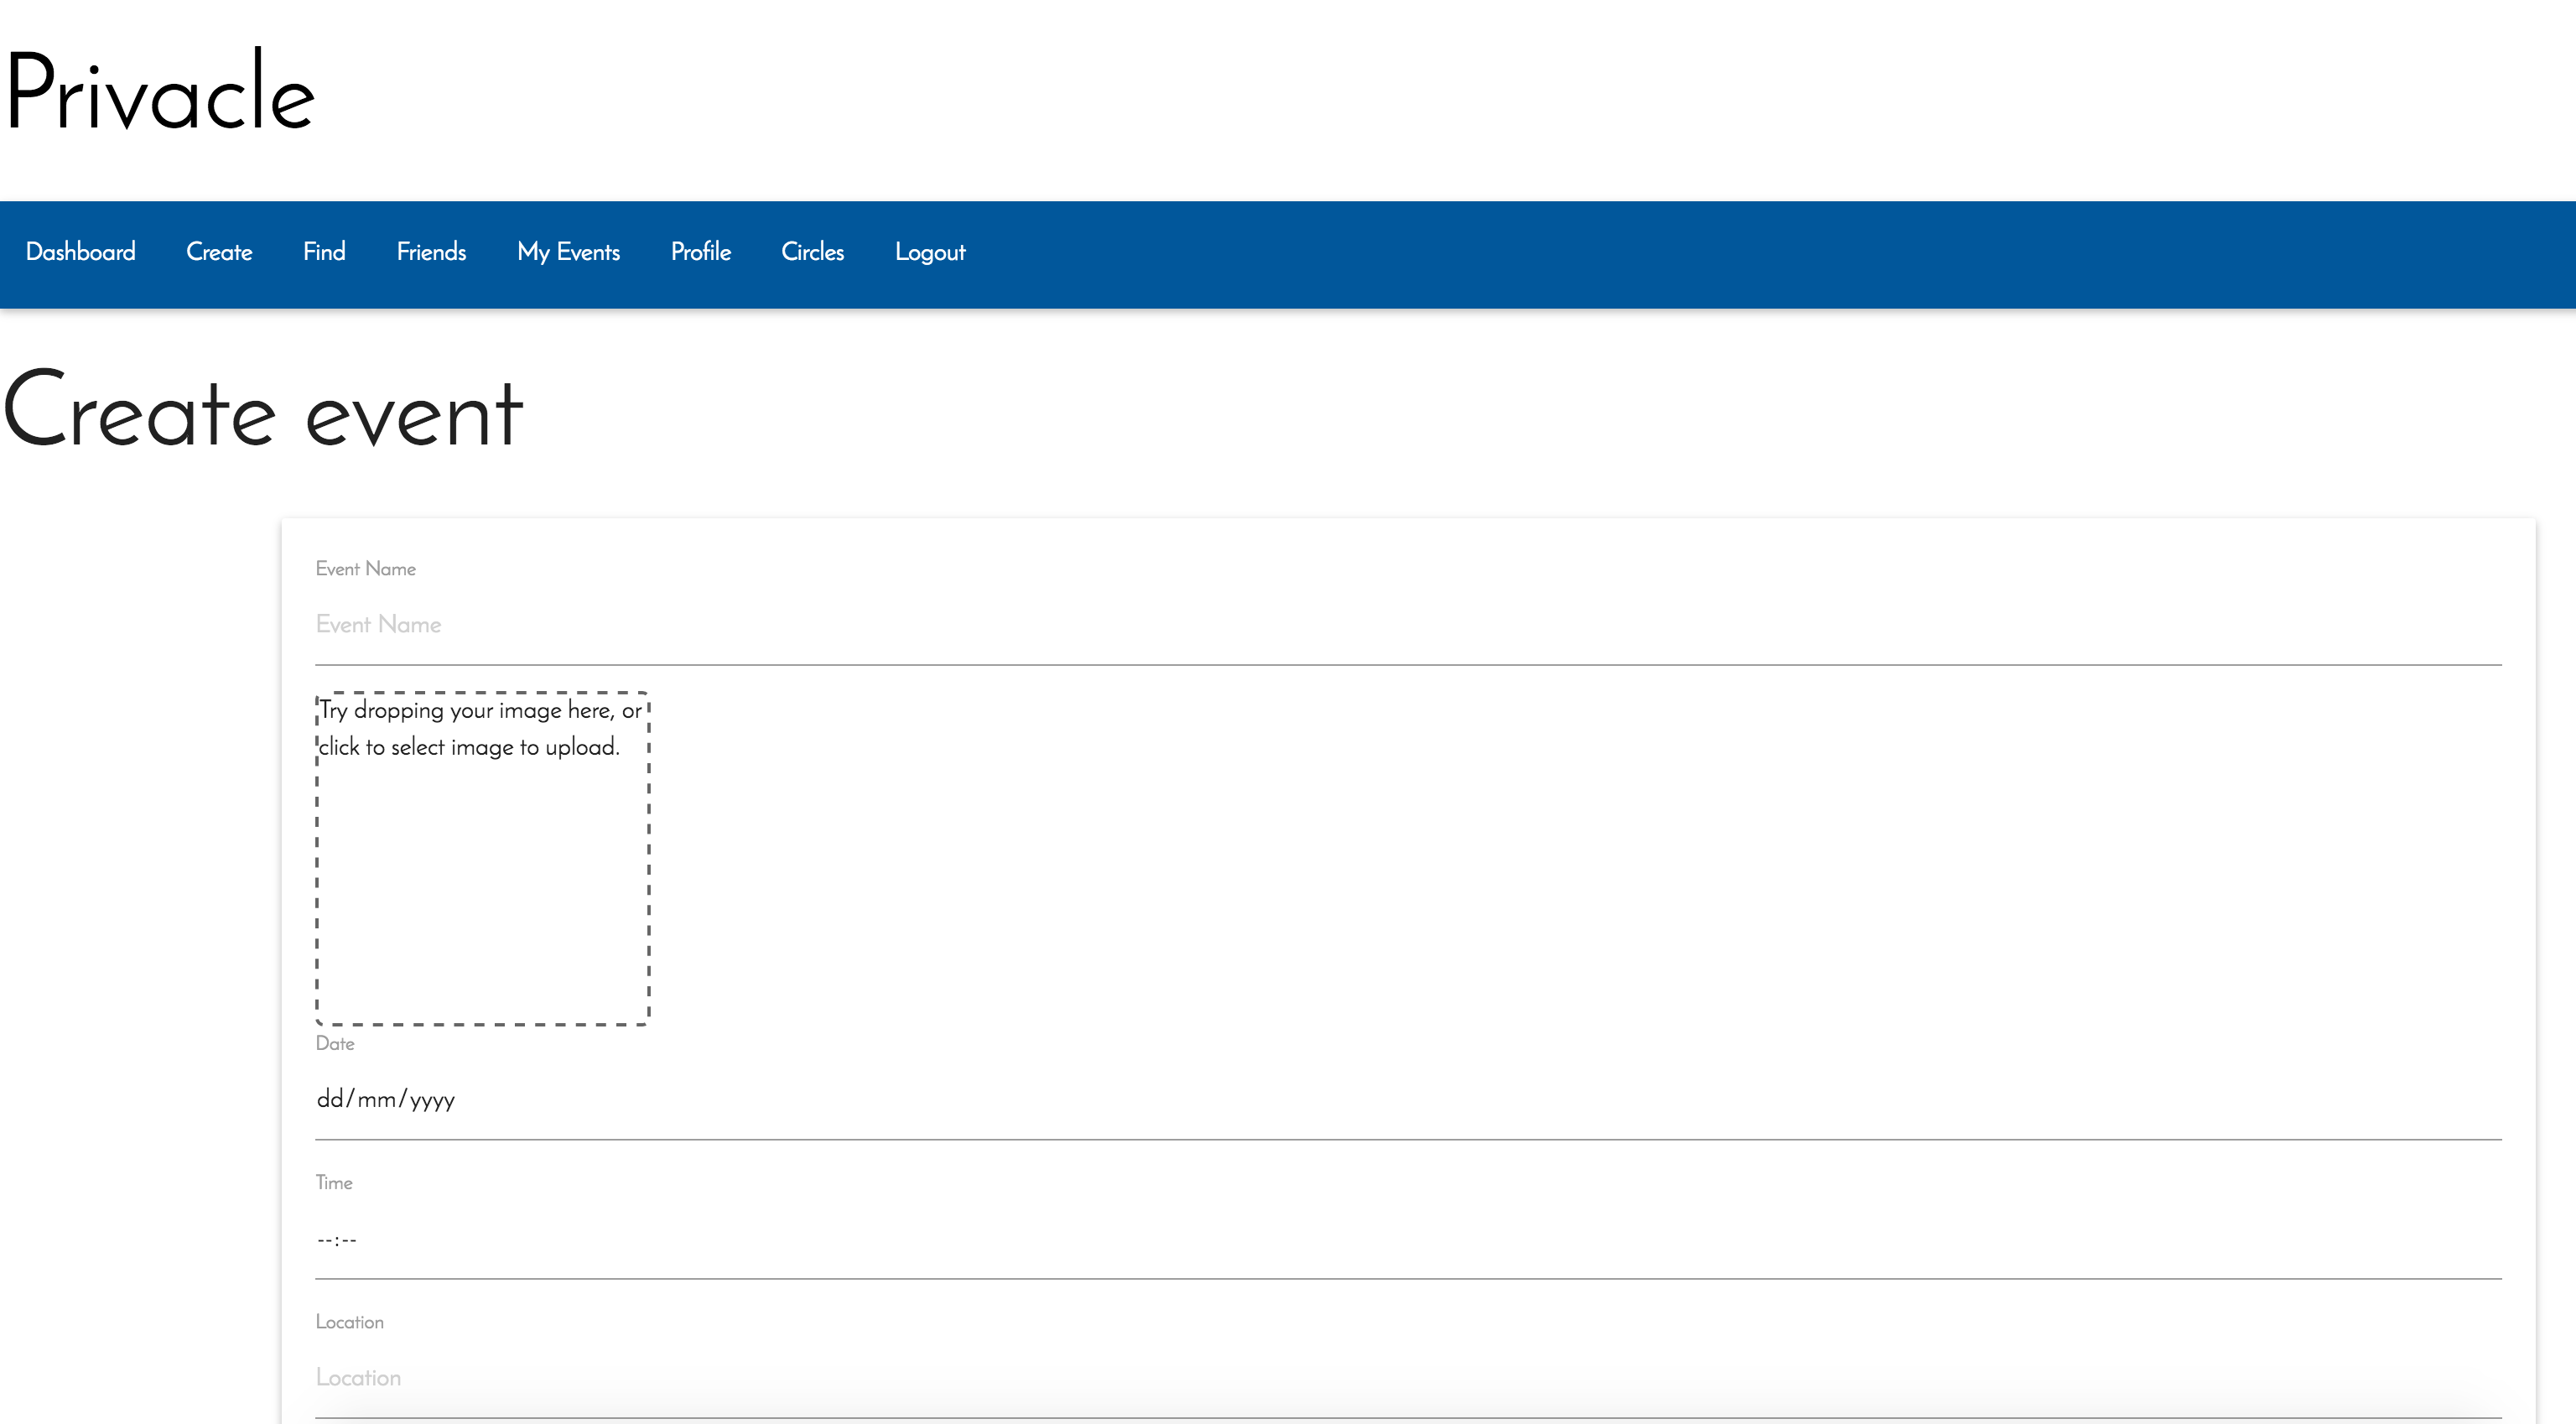 Privacle
Dashboard Create Find Friends My Events Profile Circles Logout
Create event
Event Name
Event Name
Try dropping your image here, or
click to select image to upload.
Date
dd/mm/yyyy
Time
--:--
Location
Location